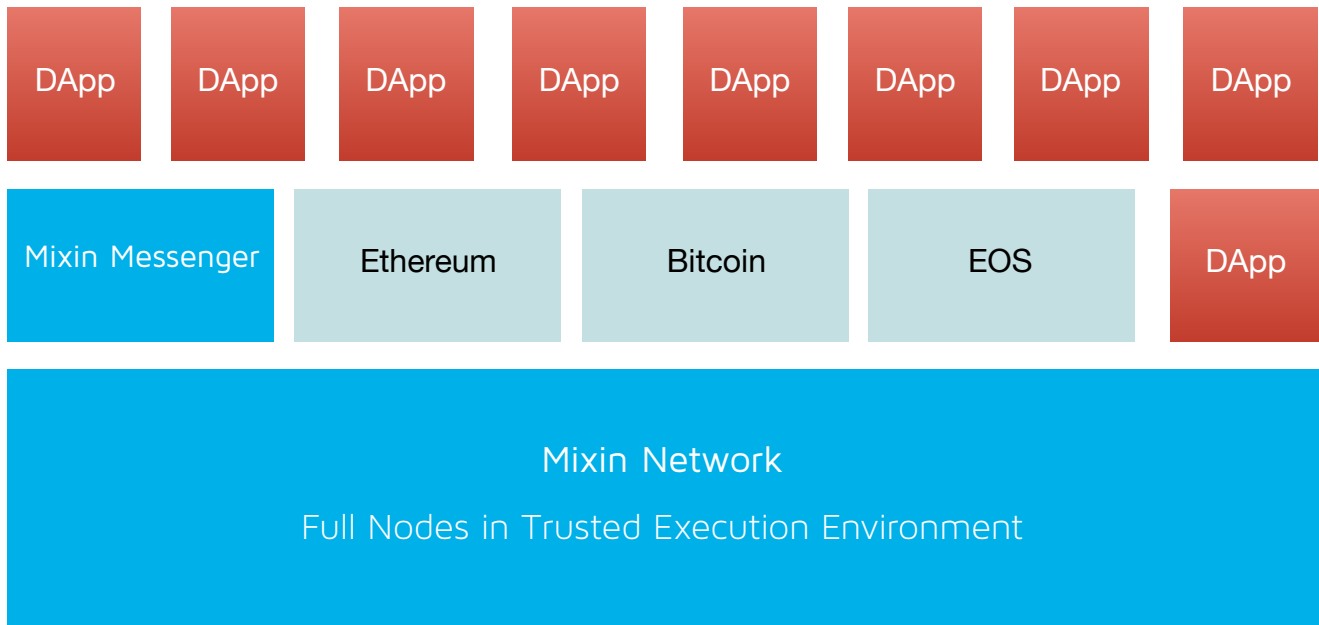 DApp DApp DApp DApp DApp DApp DApp DApp
Mixin Messenger Ethereum Bitcoin EOS DApp
Mixin Network
Full Nodes in Trusted Execution Environment